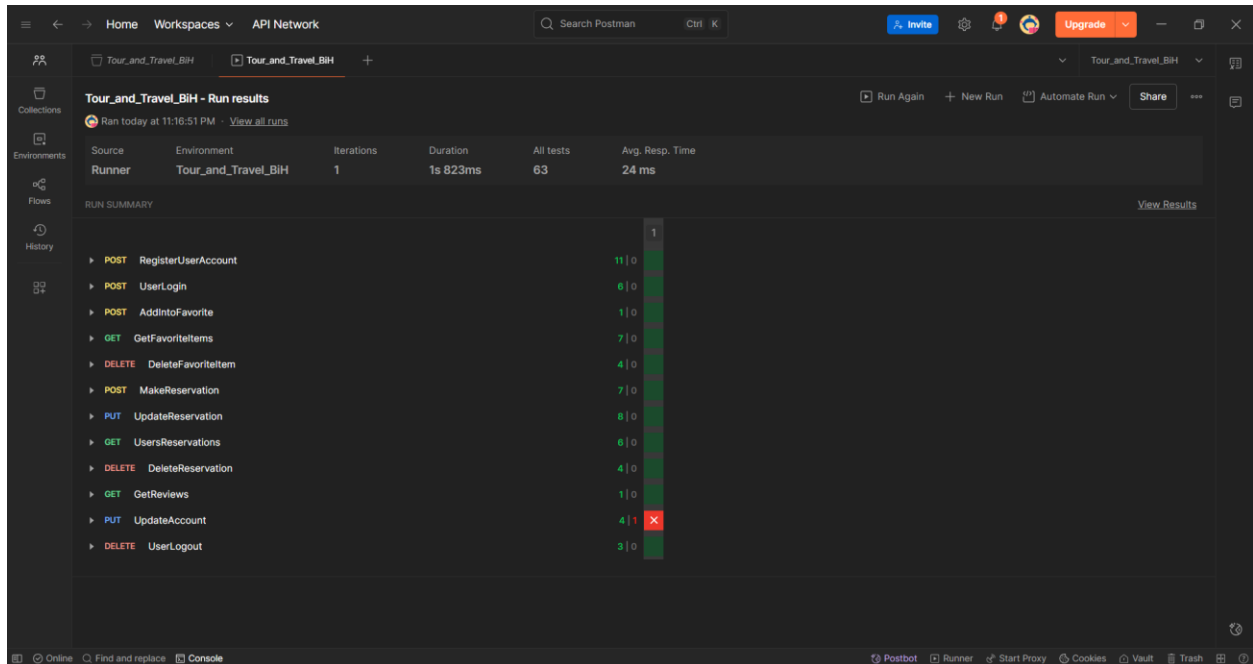 Home Workspaces API Network Search Postman Ctrl K Invite 1 Upgrade
Tour_and_Travel_BiH Tour_and_Travel_BiH Tour_and_Travel_BiH
Collections
Environments
Flows
History
Tour_and_Travel_BiH - Run results Run Again New Run Automate Run Share
Ran today at 11:16:51 PM · View all runs
Source Environment Iterations Duration All tests Avg. Resp. Time
Runner Tour_and_Travel_BiH 1 1s 823ms 63 24 ms
RUN SUMMARY View Results
1
POST RegisterUserAccount 11 | 0
POST UserLogin 6 | 0
POST AddIntoFavorite 1 | 0
GET GetFavoriteItems 7 | 0
DELETE DeleteFavoriteItem 4 | 0
POST MakeReservation 7 | 0
PUT UpdateReservation 8 | 0
GET UsersReservations 6 | 0
DELETE DeleteReservation 4 | 0
GET GetReviews 1 | 0
PUT UpdateAccount 4 | 1
DELETE UserLogout 3 | 0
Online Find and replace Console Postbot Runner Start Proxy Cookies Vault Trash